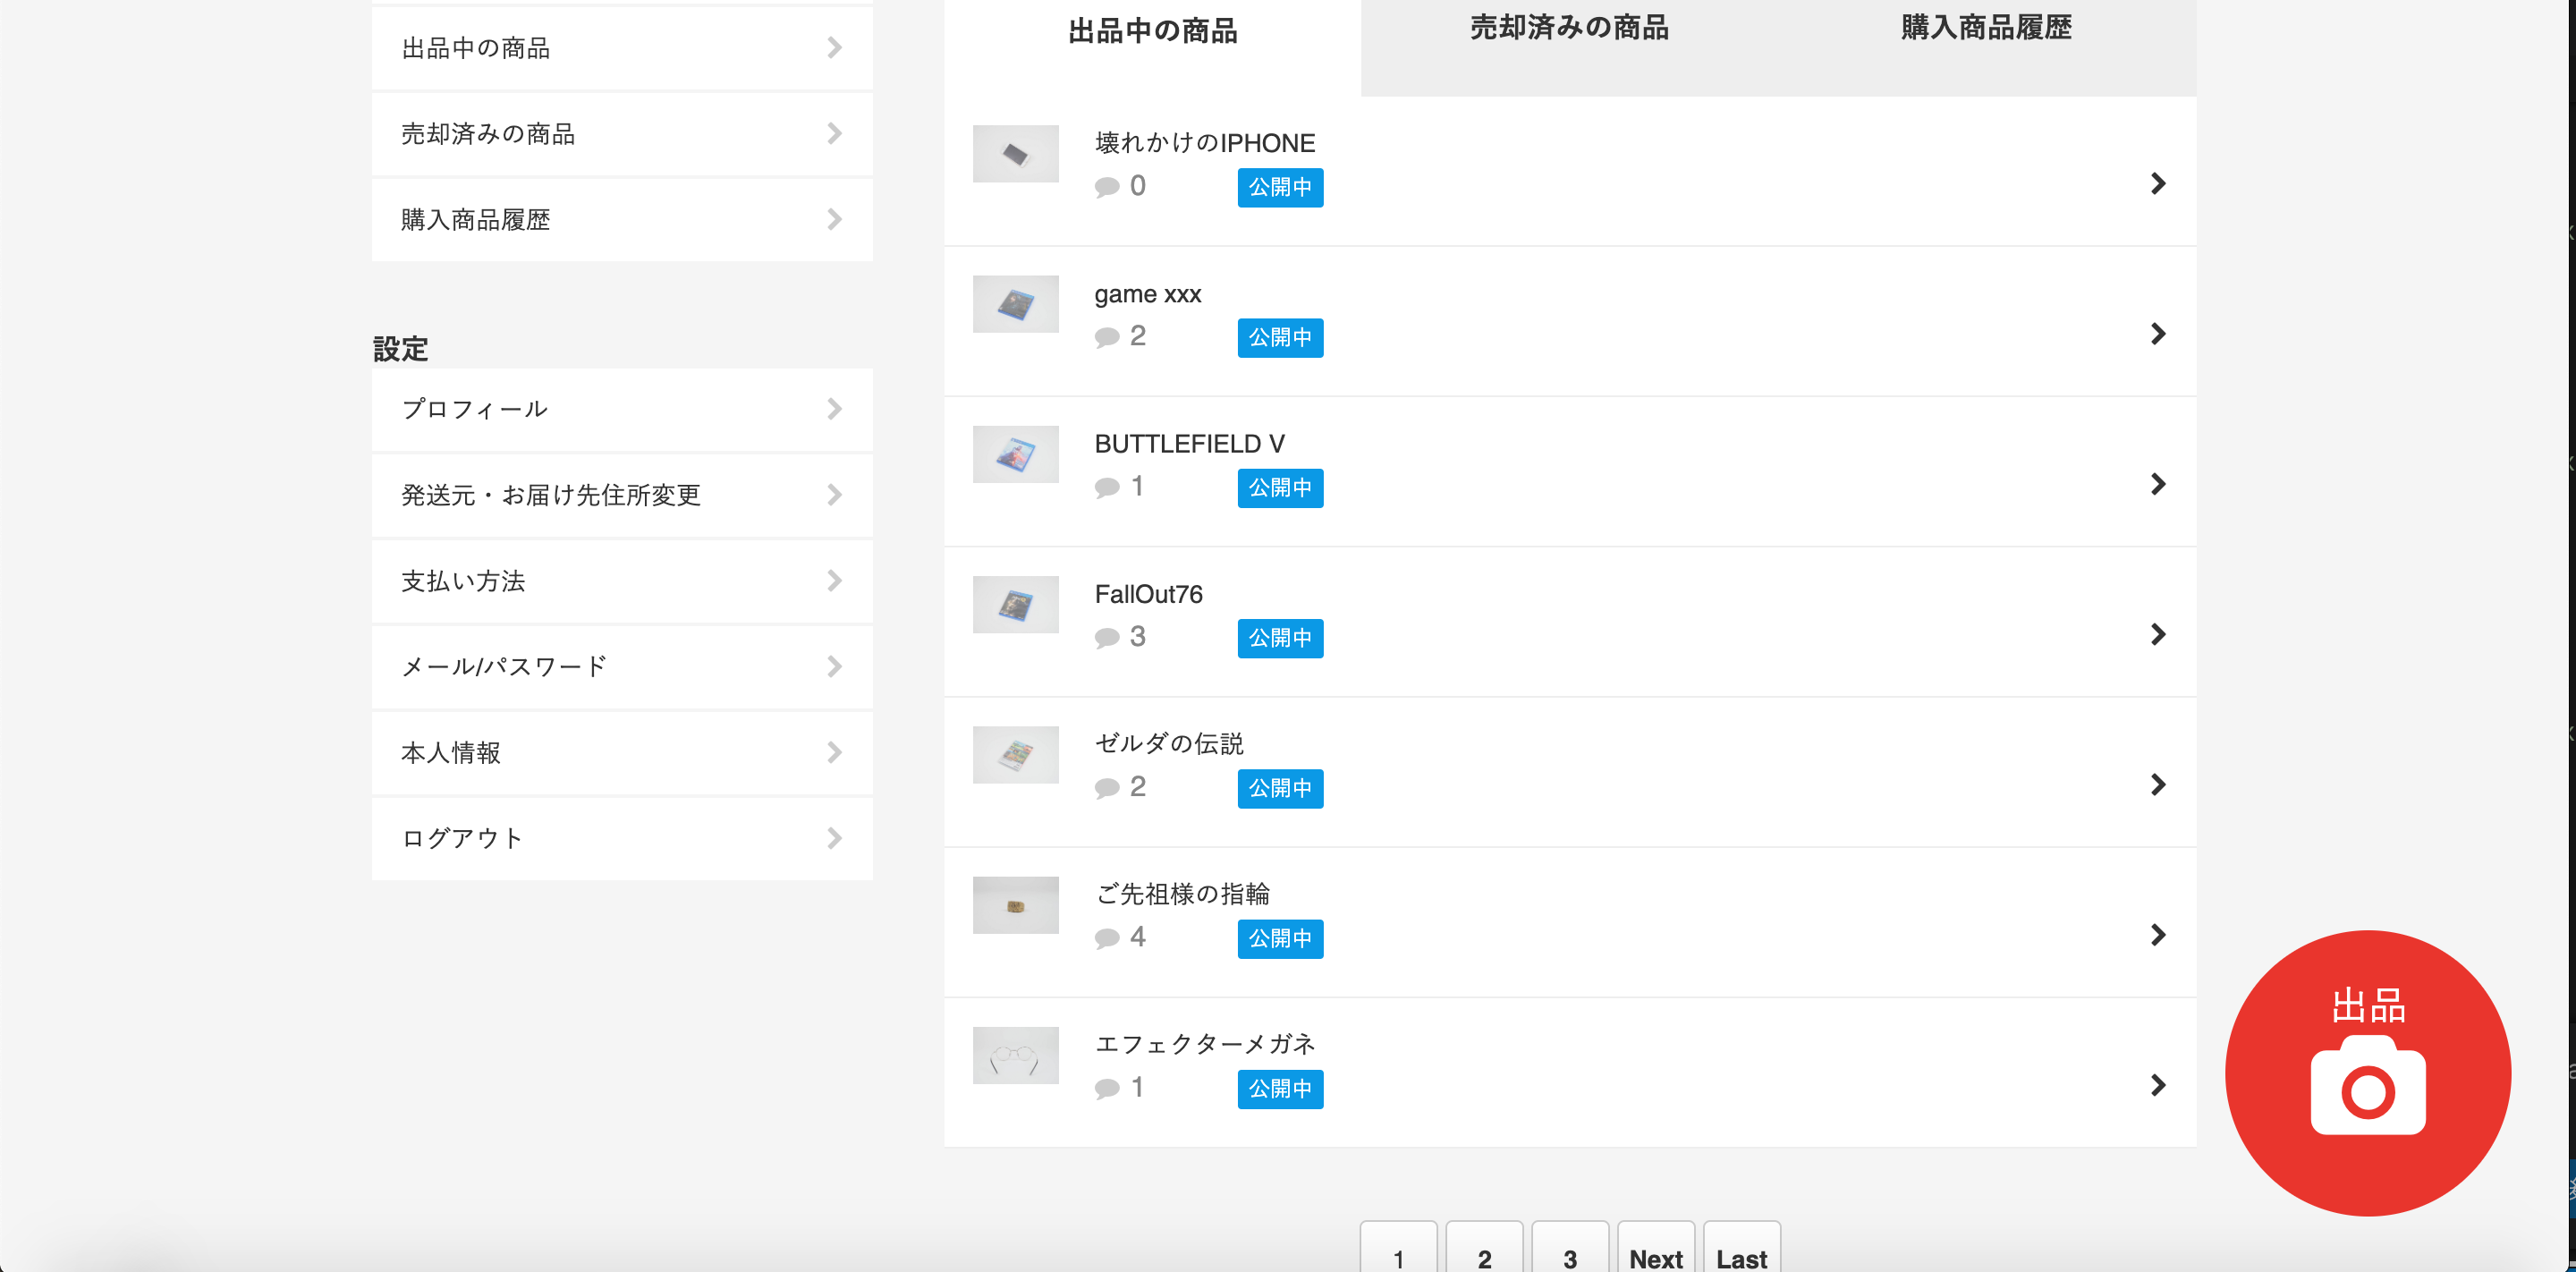 出品中の商品
売却済みの商品
購入商品履歴
設定
プロフィール
発送元・お届け先住所変更
支払い方法
メール/パスワード
本人情報
ログアウト
出品中の商品 売却済みの商品 購入商品履歴
壊れかけのIPHONE
0 公開中
game xxx
2 公開中
BUTTLEFIELD V
1 公開中
FallOut76
3 公開中
ゼルダの伝説
2 公開中
ご先祖様の指輪
4 公開中
エフェクターメガネ
1 公開中
出品
1 2 3 Next Last